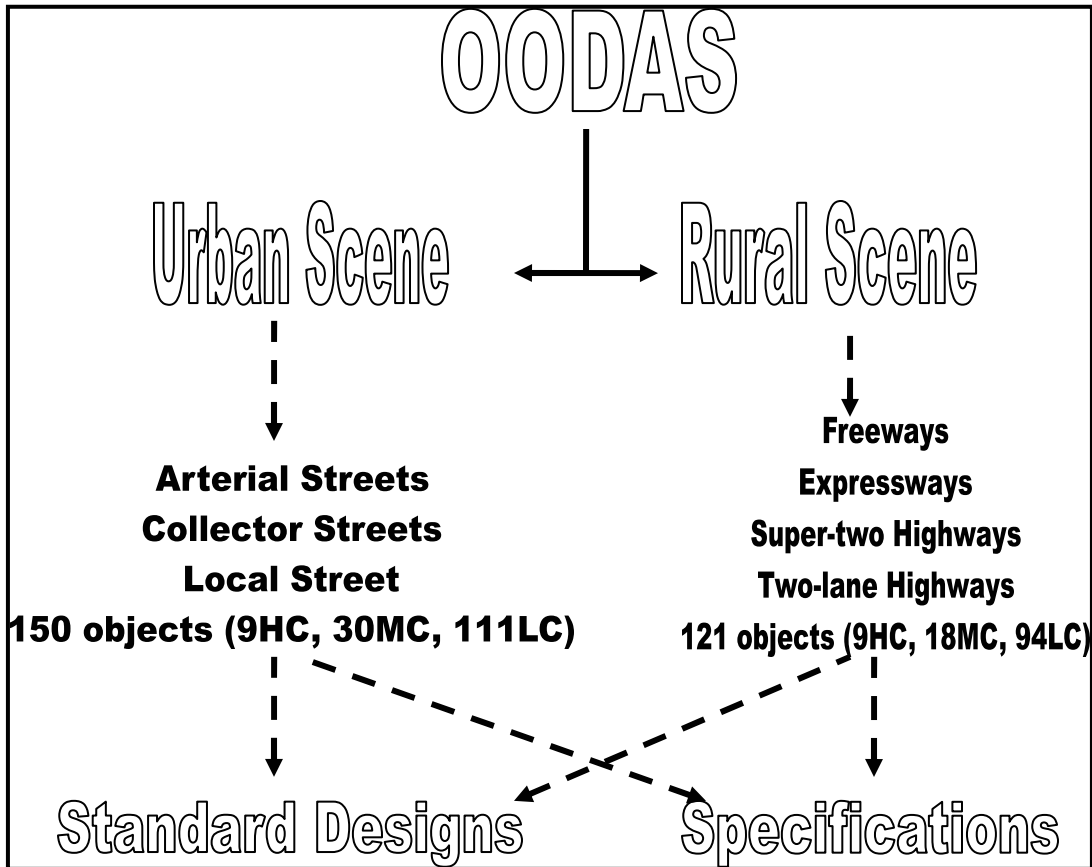 OODAS
Urban Scene
Rural Scene
Arterial Streets
Collector Streets
Local Street
150 objects (9HC, 30MC, 111LC)
Freeways
Expressways
Super-two Highways
Two-lane Highways
121 objects (9HC, 18MC, 94LC)
Standard Designs
Specifications